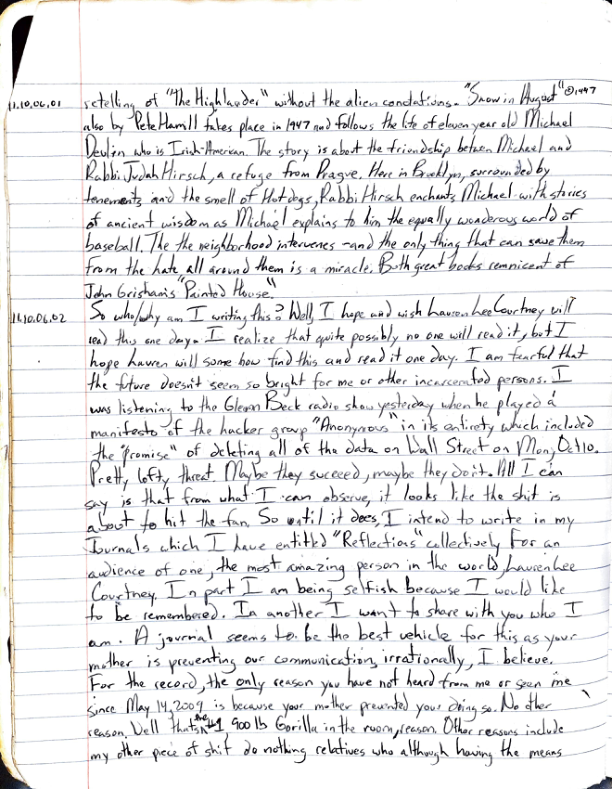 11.10.06.01 retelling of "The Highlander" without the alien conotations. "Snow in August" ©1997
also by Pete Hamill takes place in 1947 and follows the life of eleven year old Michael
Devlin who is Irish-American. The story is about the friendship between Michael and
Rabbi Judah Hirsch, a refuge from Prague. Here in Brooklyn, surrounded by
tenements and the smell of Hotdogs, Rabbi Hirsch enchants Michael with stories
of ancient wisdom as Michael explains to him the equally wonderous world of
baseball. The the neighborhood intervenes -and the only thing that can save them
from the hate all around them is a miracle. Both great books remnicent of
John Grisham's "Painted House."
11.10.06.02 So who/why am I writing this? Well, I hope and wish Lauren Lee Courtney will
read this one day. I realize that quite possibly no one will read it, but I
hope Lauren will some how find this and read it one day. I am fearful that
the future doesn't seem so bright for me or other incarcerated persons. I
was listening to the Glenn Beck radio show yesterday when he played a
manifesto of the hacker group "Anonymous" in its entirety which included
the "promise" of deleting all of the data on Wall Street on Mon, Oct 10.
Pretty lofty threat. Maybe they succeed, maybe they don't. All I can
say is that from what I can observe, it looks like the shit is
about to hit the fan. So until it does, I intend to write in my
Journals which I have entitled "Reflections" collectively for an
audience of one, the most amazing person in the world, Lauren Lee
Courtney. In part I am being selfish because I would like
to be remembered. In another I want to share with you who I
am. A journal seems to be the best vehicle for this as your
mother is preventing our communication, irrationally, I believe.
For the record, the only reason you have not heard from me or seen me
since May 14, 2009 is because your mother prevented your doing so. No other
reason. Well that's the #1 900 lb Gorilla in the room, reason. Other reasons include
my other piece of shit do nothing relatives who although having the means